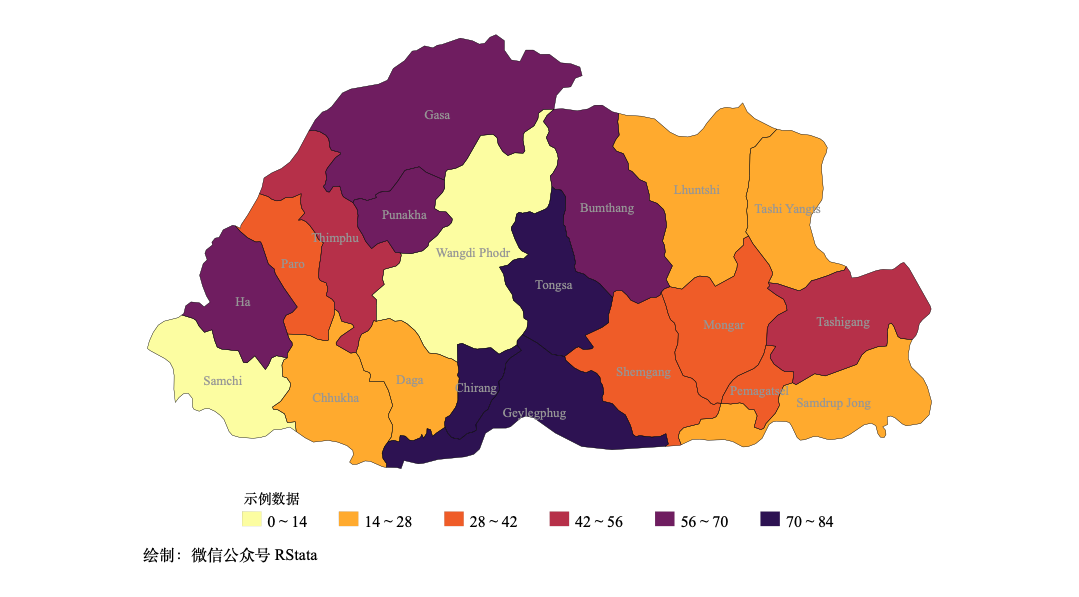 Gasa
Punakha
Bumthang
Lhuntshi
Tashi Yangts
Thimphu
Wangdi Phodr
Paro
Tongsa
Ha
Mongar
Tashigang
Shemgang
Samchi
Daga
Chirang
Chhukha
Pemagatsel
Samdrup Jong
Geylegphug
示例数据
0 ~ 14
14 ~ 28
28 ~ 42
42 ~ 56
56 ~ 70
70 ~ 84
绘制：微信公众号 RStata